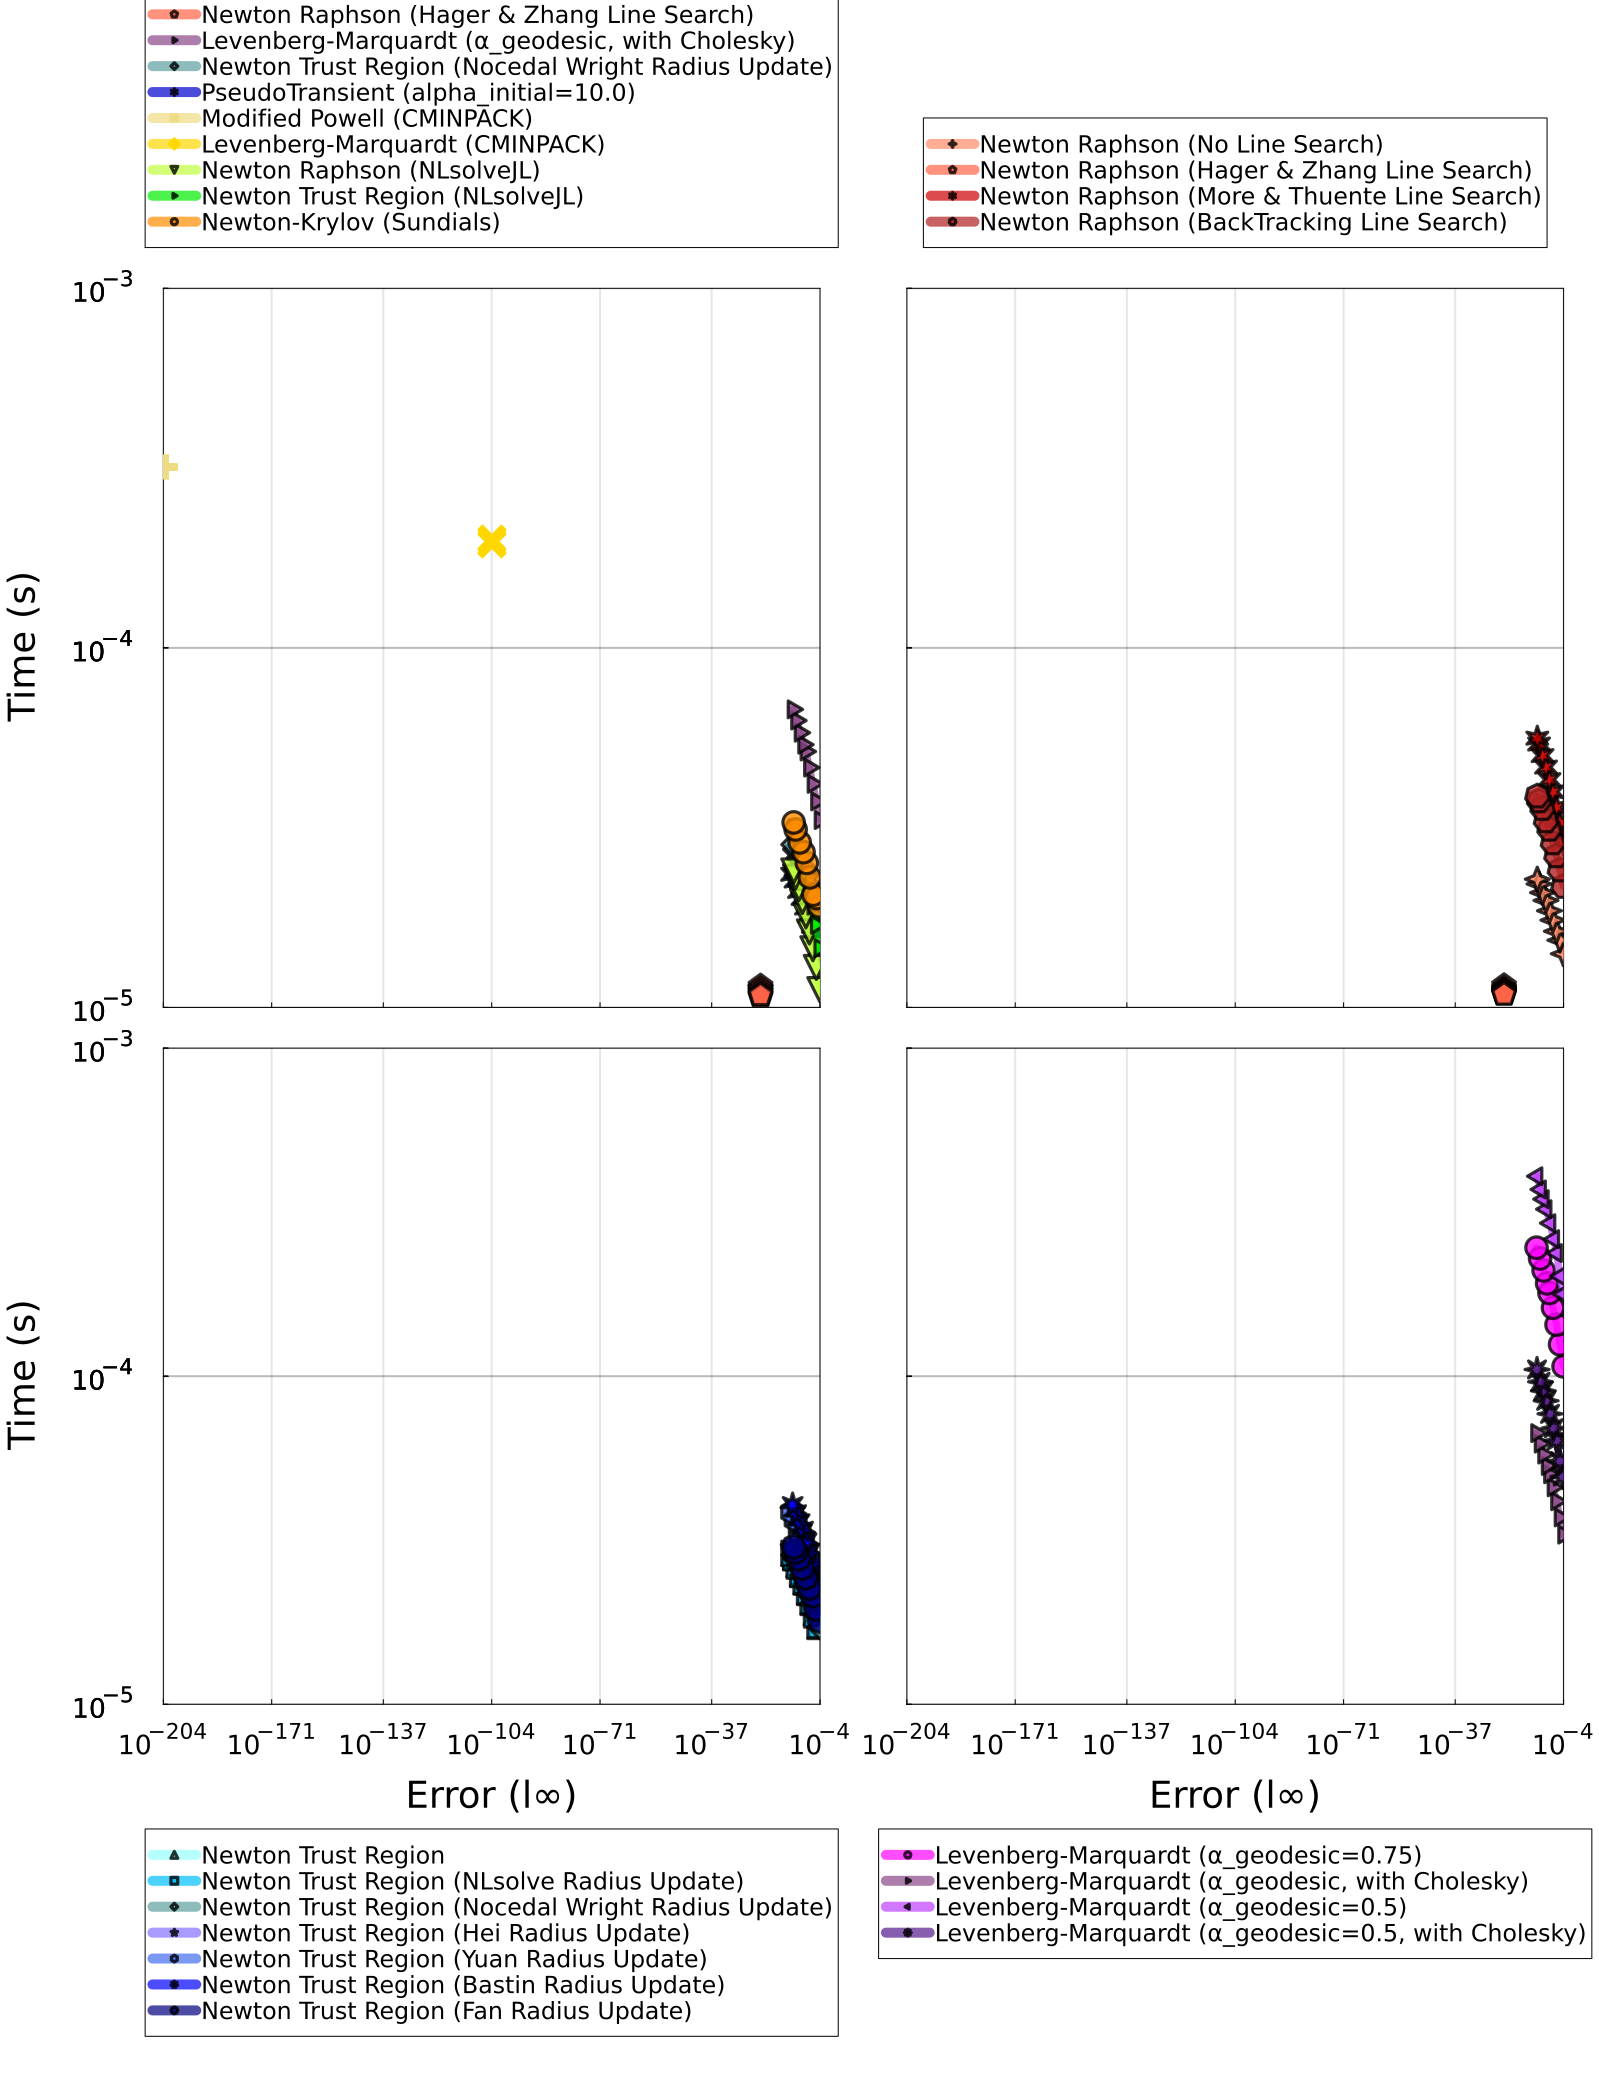 Newton Raphson (Hager & Zhang Line Search)
Levenberg-Marquardt (α_geodesic, with Cholesky)
Newton Trust Region (Nocedal Wright Radius Update)
PseudoTransient (alpha_initial=10.0)
Modified Powell (CMINPACK)
Levenberg-Marquardt (CMINPACK)
Newton Raphson (NLsolveJL)
Newton Trust Region (NLsolveJL)
Newton-Krylov (Sundials)
Newton Raphson (No Line Search)
Newton Raphson (Hager & Zhang Line Search)
Newton Raphson (More & Thuente Line Search)
Newton Raphson (BackTracking Line Search)
10⁻³
Time (s)
10⁻⁴
10⁻⁵
10⁻³
Time (s)
10⁻⁴
10⁻⁵
10⁻²⁰⁴ 10⁻¹⁷¹ 10⁻¹³⁷ 10⁻¹⁰⁴ 10⁻⁷¹ 10⁻³⁷ 10⁻⁴
Error (l∞)
10⁻²⁰⁴ 10⁻¹⁷¹ 10⁻¹³⁷ 10⁻¹⁰⁴ 10⁻⁷¹ 10⁻³⁷ 10⁻⁴
Error (l∞)
Newton Trust Region
Newton Trust Region (NLsolve Radius Update)
Newton Trust Region (Nocedal Wright Radius Update)
Newton Trust Region (Hei Radius Update)
Newton Trust Region (Yuan Radius Update)
Newton Trust Region (Bastin Radius Update)
Newton Trust Region (Fan Radius Update)
Levenberg-Marquardt (α_geodesic=0.75)
Levenberg-Marquardt (α_geodesic, with Cholesky)
Levenberg-Marquardt (α_geodesic=0.5)
Levenberg-Marquardt (α_geodesic=0.5, with Cholesky)